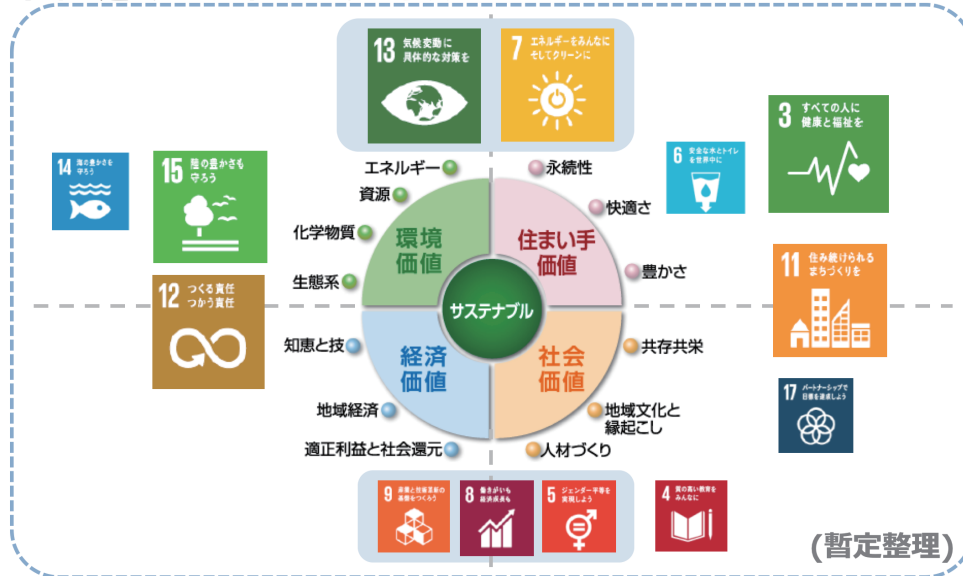 13 気候変動に
具体的な対策を
7 エネルギーをみんなに
そしてクリーンに
3 すべての人に
健康と福祉を
6 安全な水とトイレ
を世界中に
14 海の豊かさを
守ろう
15 陸の豊かさも
守ろう
エネルギー
永続性
資源
快適さ
化学物質
環境
価値
住まい手
価値
生態系
豊かさ
12 つくる責任
つかう責任
11 住み続けられる
まちづくりを
サステナブル
知恵と技
経済
価値
社会
価値
共存共栄
地域経済
地域文化と
縁起こし
17 パートナーシップで
目標を達成しよう
適正利益と社会還元
人材づくり
9 産業と技術革新の
基盤をつくろう
8 働きがいも
経済成長も
5 ジェンダー平等を
実現しよう
4 質の高い教育を
みんなに
(暫定整理)